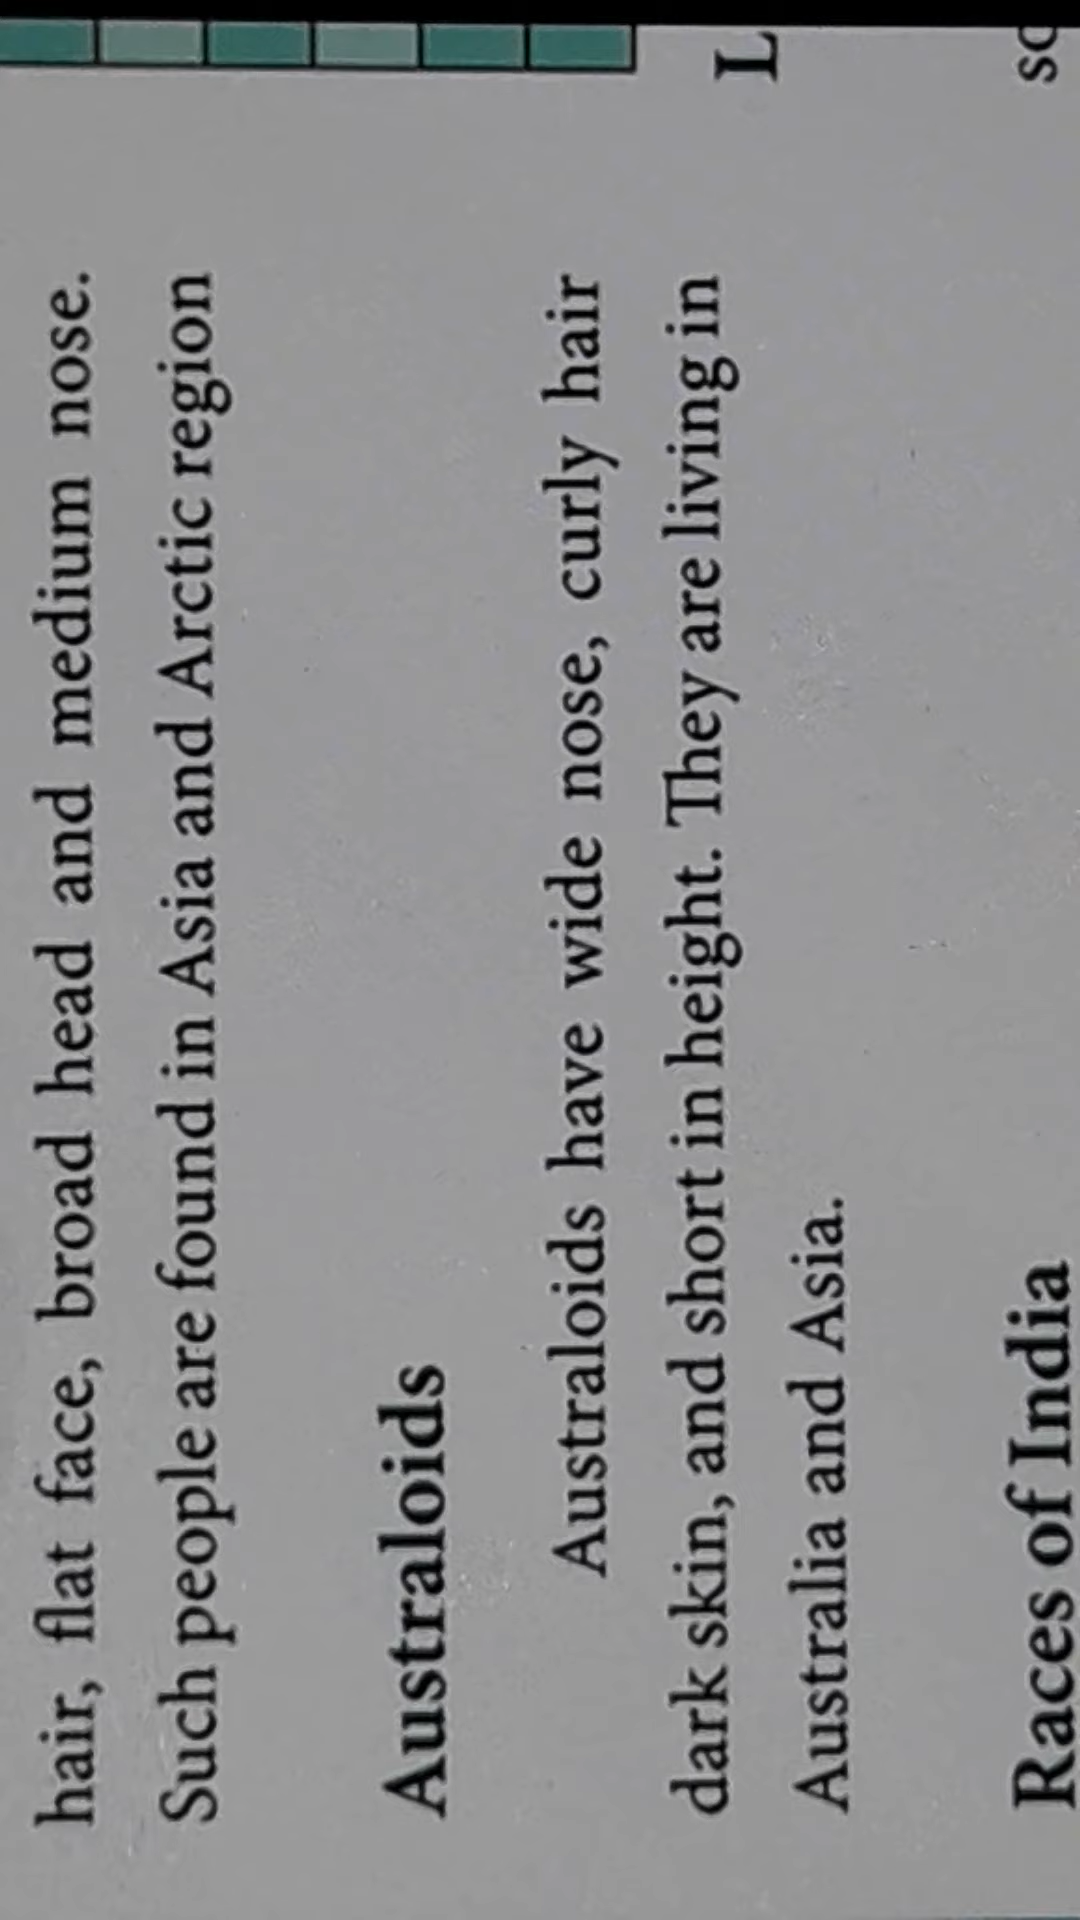 hair, flat face, broad head and medium nose.
Such people are found in Asia and Arctic region
Australoids
Australoids have wide nose, curly hair
dark skin, and short in height. They are living in
Australia and Asia.
Races of India
L